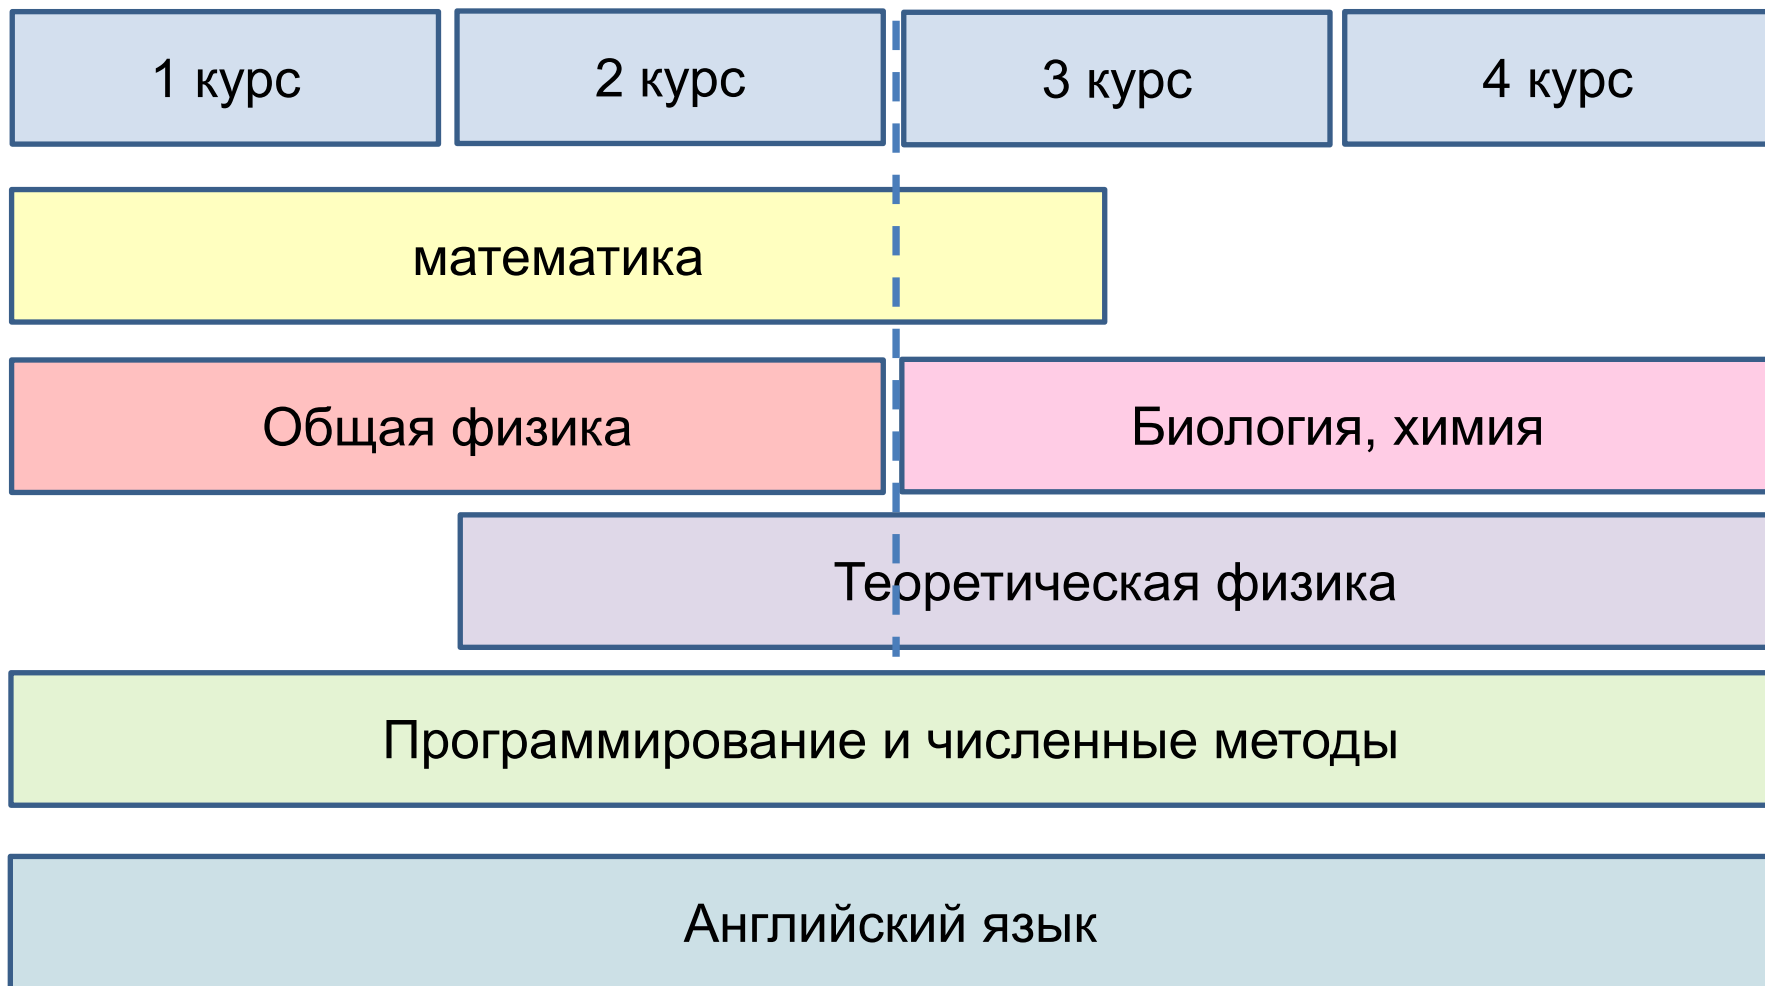 1 курс
2 курс
3 курс
4 курс
математика
Общая физика
Биология, химия
Теоретическая физика
Программирование и численные методы
Английский язык